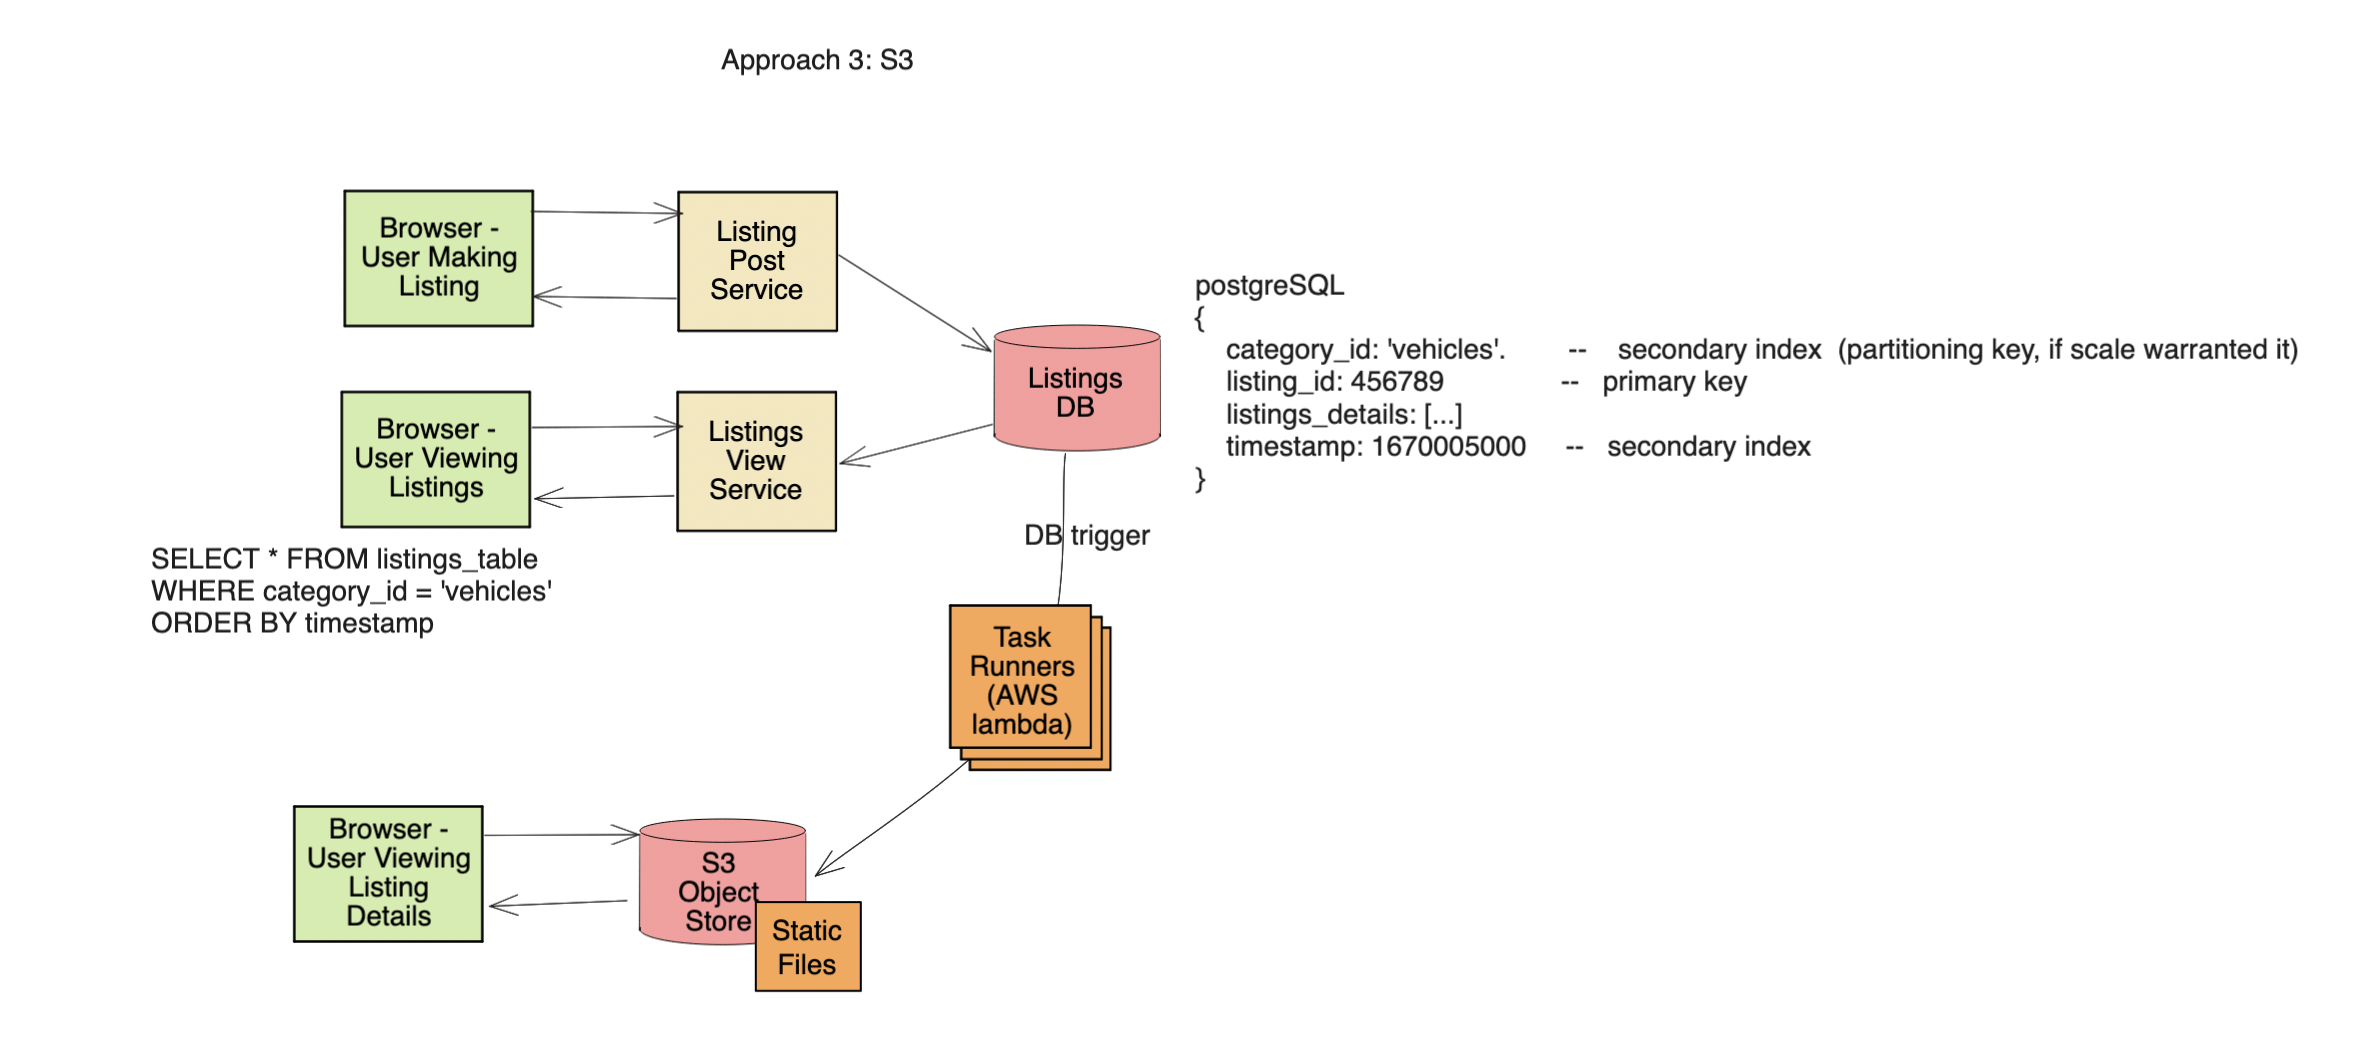 Approach 3: S3
Browser -
User Making
Listing
Listing
Post
Service
postgreSQL
{
category_id: 'vehicles'. -- secondary index (partitioning key, if scale warranted it)
listing_id: 456789 -- primary key
listings_details: [...]
timestamp: 1670005000 -- secondary index
}
Listings
DB
Browser -
User Viewing
Listings
Listings
View
Service
SELECT * FROM listings_table
WHERE category_id = 'vehicles'
ORDER BY timestamp
DB trigger
Task
Runners
(AWS
lambda)
Browser -
User Viewing
Listing
Details
S3
Object
Store
Static
Files